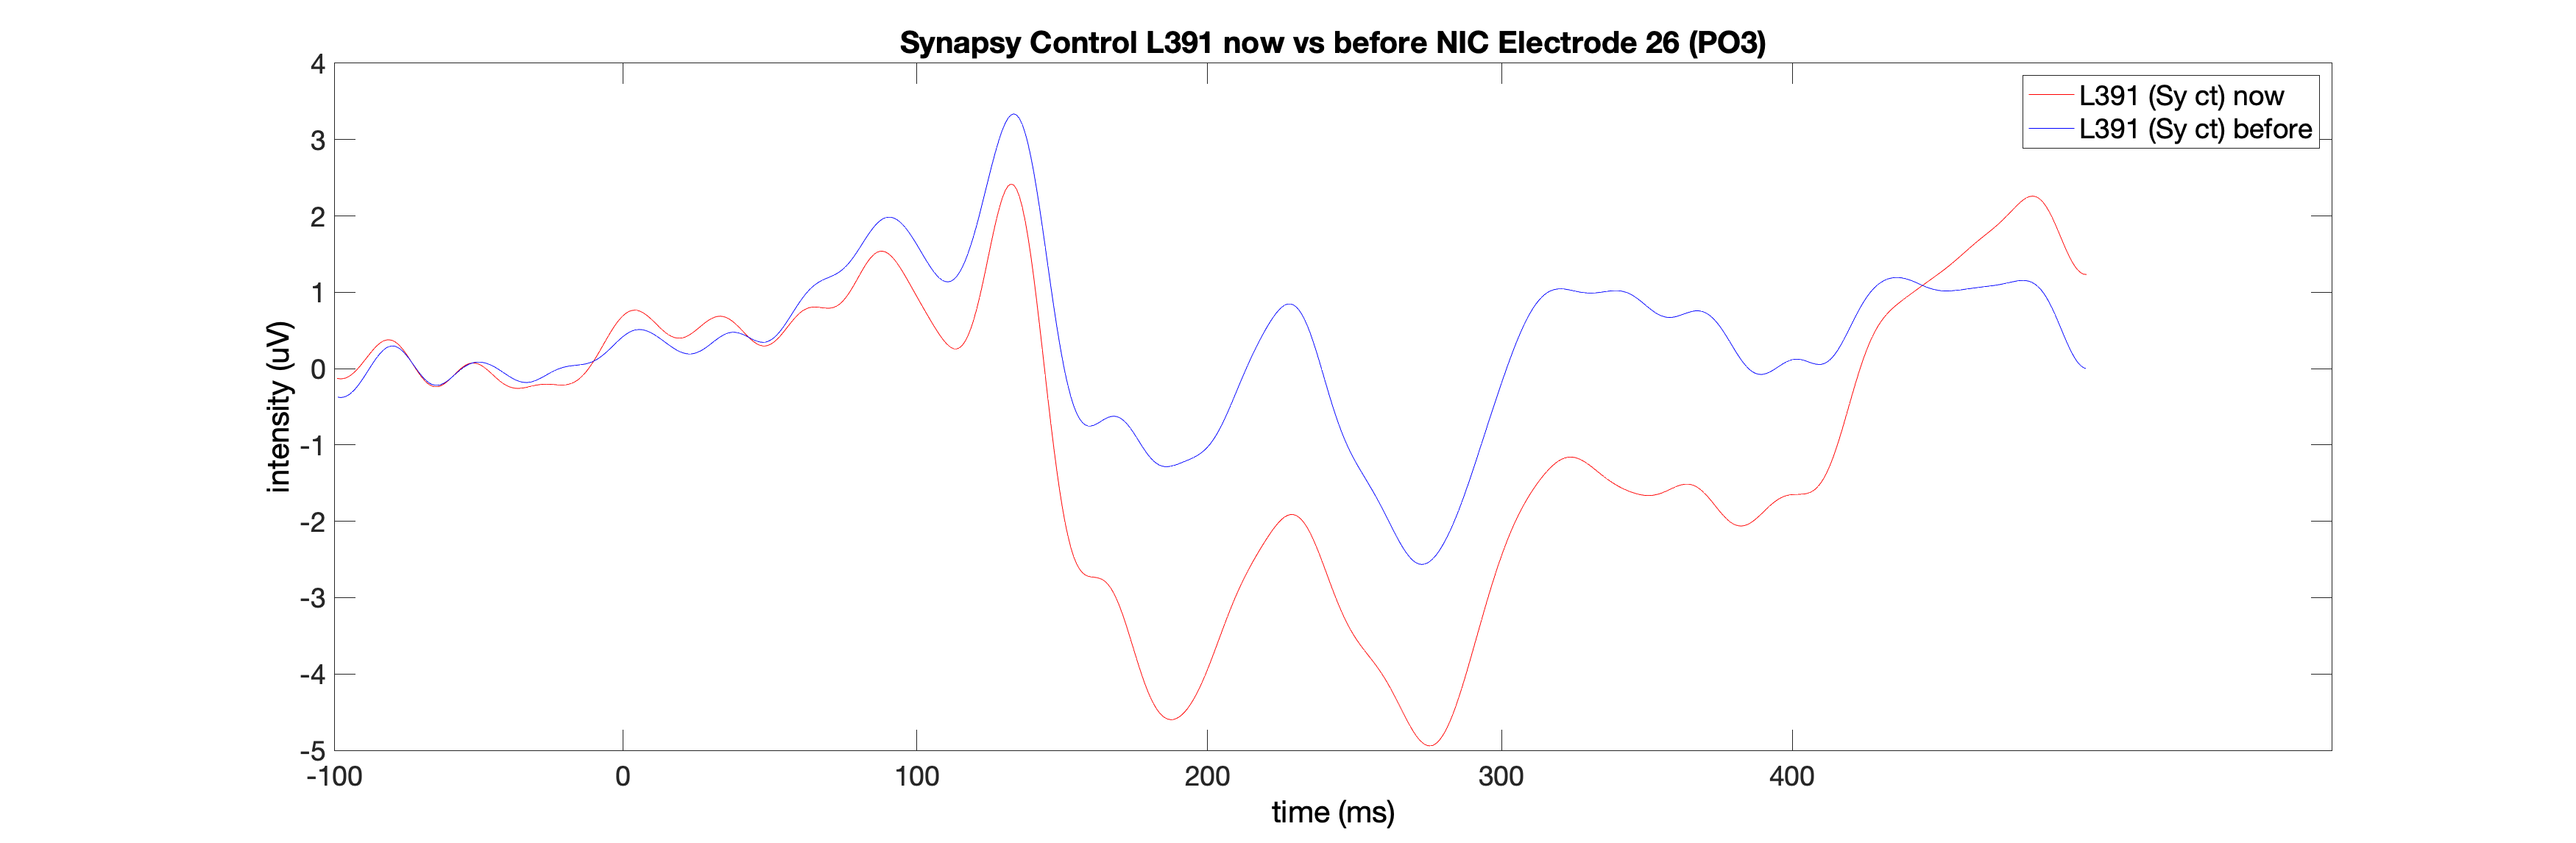 Synapsy Control L391 now vs before NIC Electrode 26 (PO3)
L391 (Sy ct) now
L391 (Sy ct) before
intensity (uV)
4
3
2
1
0
-1
-2
-3
-4
-5
-100 0 100 200 300 400
time (ms)